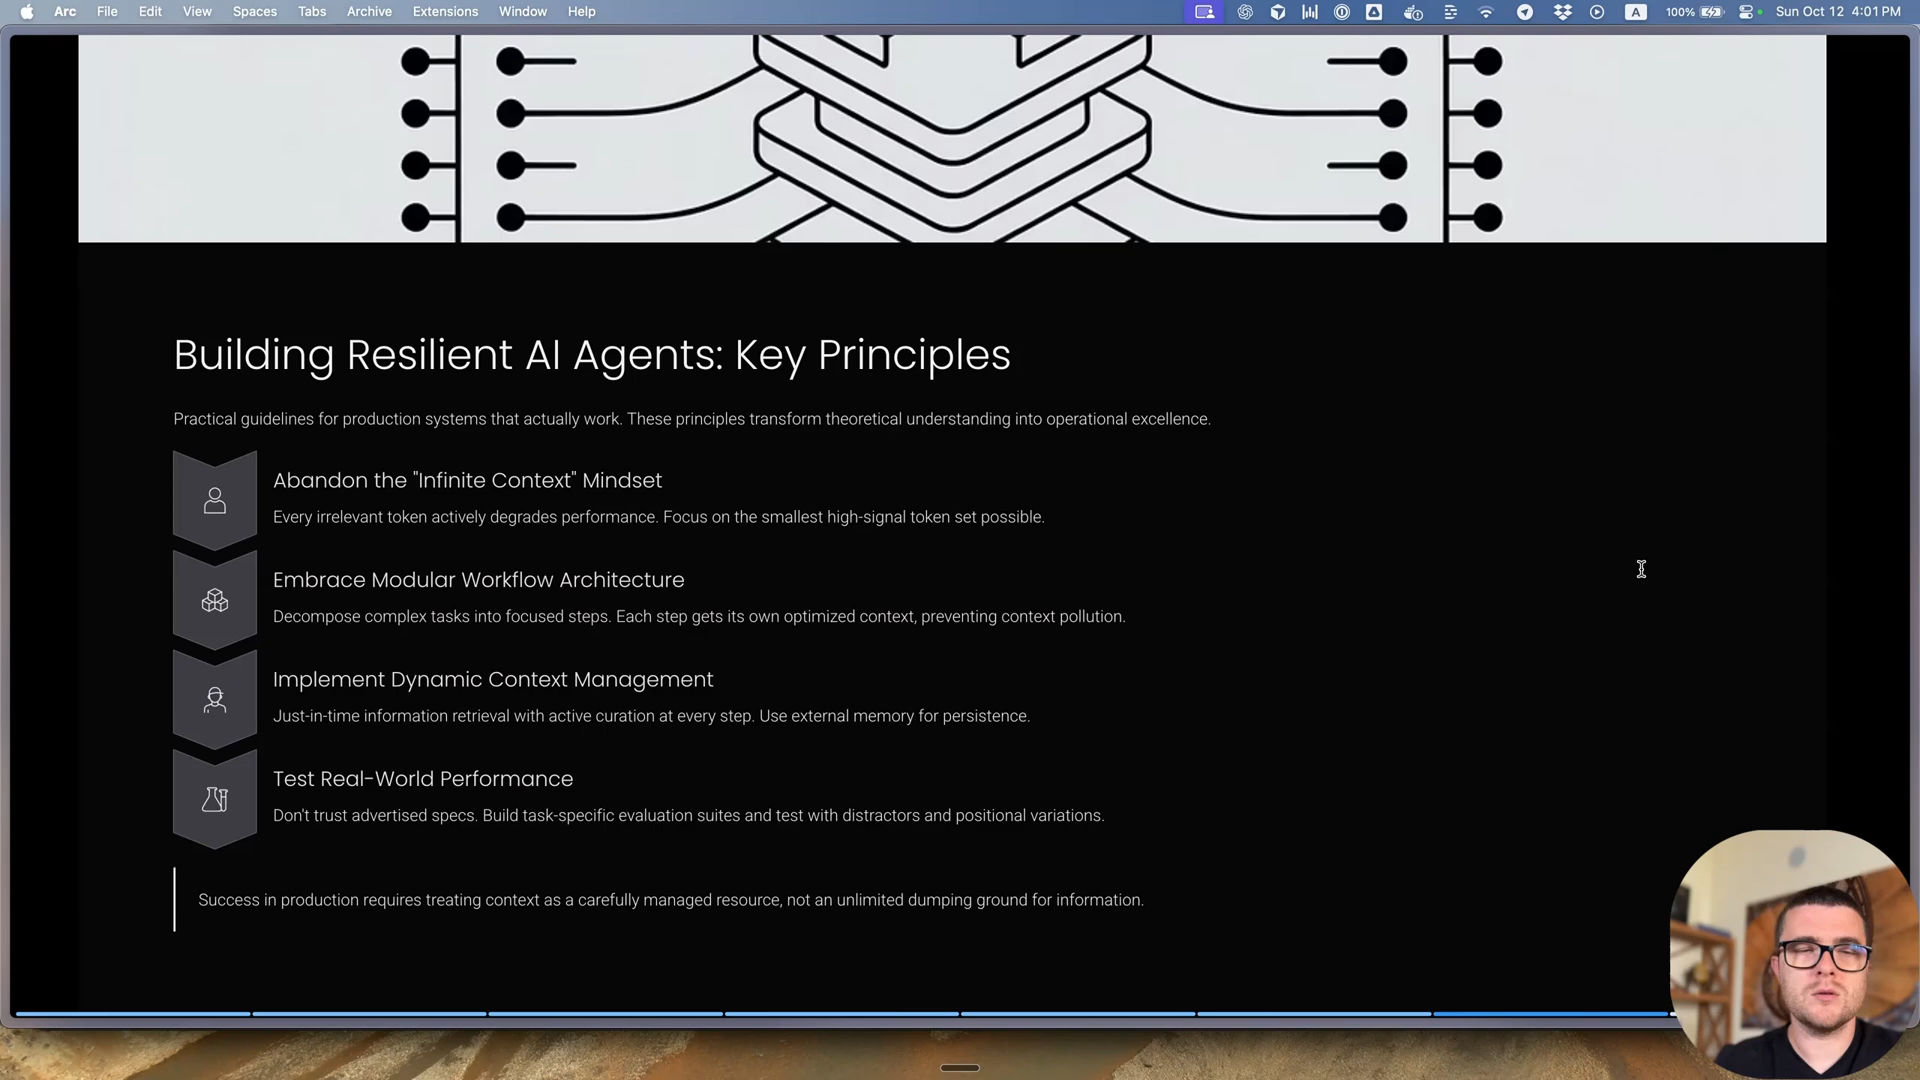 Arc File Edit View Spaces Tabs Archive Extensions Window Help A 100% Sun Oct 12 4:01 PM
Building Resilient AI Agents: Key Principles
Practical guidelines for production systems that actually work. These principles transform theoretical understanding into operational excellence.
Abandon the "Infinite Context" Mindset
Every irrelevant token actively degrades performance. Focus on the smallest high-signal token set possible.
Embrace Modular Workflow Architecture
Decompose complex tasks into focused steps. Each step gets its own optimized context, preventing context pollution.
Implement Dynamic Context Management
Just-in-time information retrieval with active curation at every step. Use external memory for persistence.
Test Real-World Performance
Don't trust advertised specs. Build task-specific evaluation suites and test with distractors and positional variations.
Success in production requires treating context as a carefully managed resource, not an unlimited dumping ground for information.